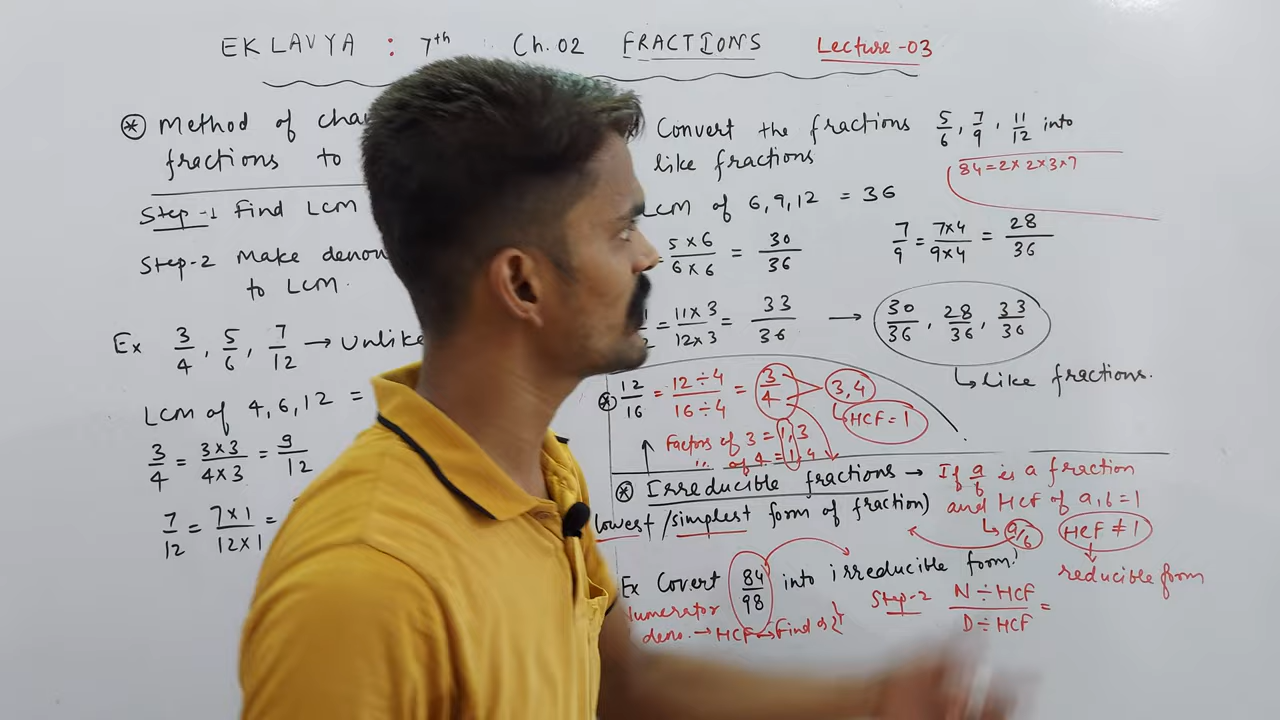 EKLAVYA : 7th Ch. 02 FRACTIONS Lecture -03
* Method of cha
fractions to
Step-1 Find LCM
Step-2 Make deno
to LCM.
Ex 3/4, 5/6, 7/12 → Unlike
LCM of 4, 6, 12 =
3/4 = 3×3/4×3 = 9/12
7/12 = 7×1/12×1 =
Convert the fractions 5/6, 7/9, 11/12 into
like fractions
84 = 2×2×3×7
LCM of 6, 9, 12 = 36
5×6/6×6 = 30/36
7/9 = 7×4/9×4 = 28/36
= 11×3/12×3 = 33/36 → 30/36, 28/36, 33/36
↳ like fractions.
* 12/16 = 12÷4/16÷4 = 3/4 3, 4
HCF = 1
Factors of 3 = 1, 3
" of 4 = 1, 4
* Irreducible fractions → If a/b is a fraction
and HCF of a, b = 1
(lowest / simplest form of fraction)
↳ a/b HCF ≠ 1
reducible form
Ex Covert 84/98 into irreducible form?
Numerator
deno. → HCF → Find
Step-2 N÷HCF/D÷HCF =